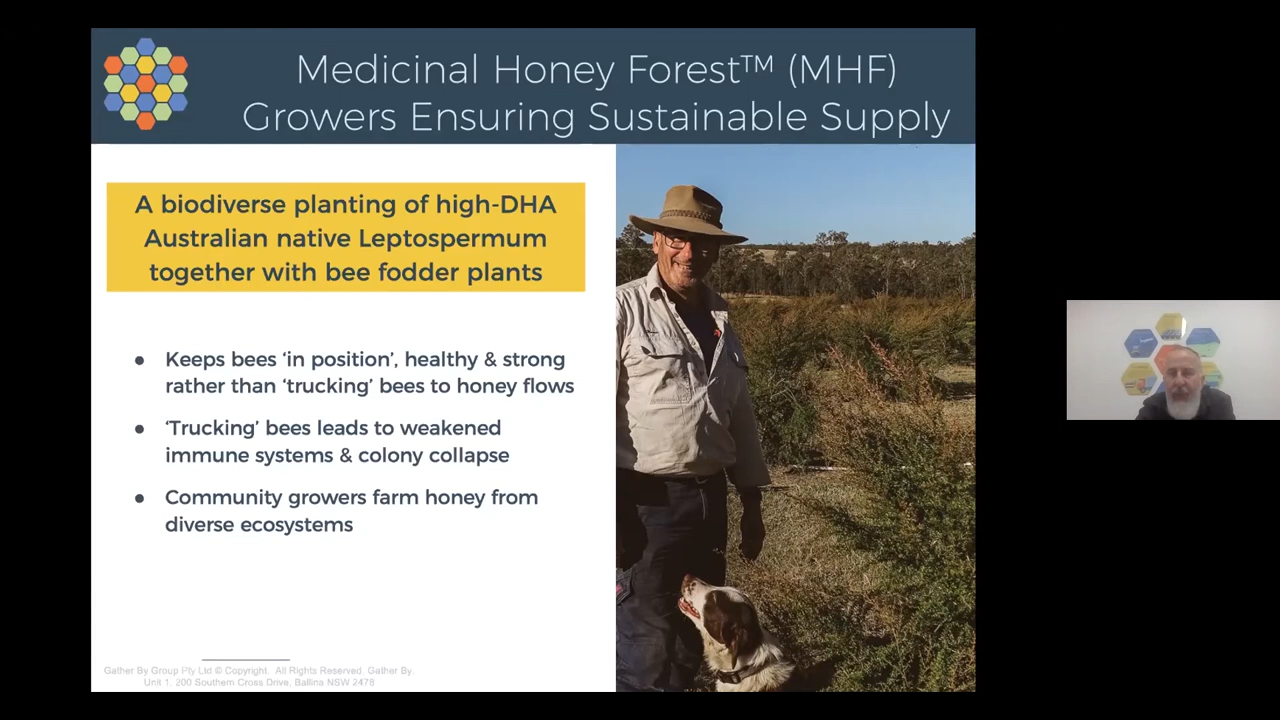 Medicinal Honey Forest™ (MHF)
Growers Ensuring Sustainable Supply
A biodiverse planting of high-DHA
Australian native Leptospermum
together with bee fodder plants
● Keeps bees ‘in position’, healthy & strong
rather than ‘trucking’ bees to honey flows
● ‘Trucking’ bees leads to weakened
immune systems & colony collapse
● Community growers farm honey from
diverse ecosystems
Gather By Group Pty Ltd © Copyright. All Rights Reserved. Gather By.
Unit 1, 200 Southern Cross Drive, Ballina NSW 2478